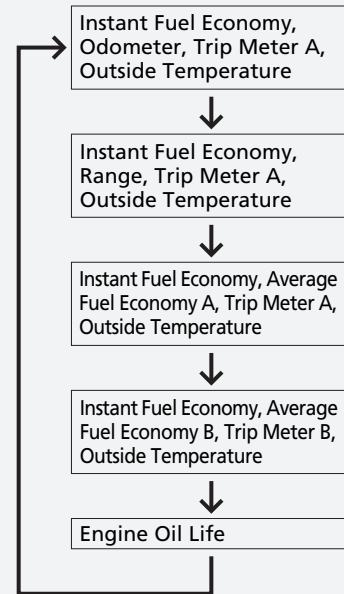 Instant Fuel Economy,
Odometer, Trip Meter A,
Outside Temperature
Instant Fuel Economy,
Range, Trip Meter A,
Outside Temperature
Instant Fuel Economy, Average
Fuel Economy A, Trip Meter A,
Outside Temperature
Instant Fuel Economy, Average
Fuel Economy B, Trip Meter B,
Outside Temperature
Engine Oil Life